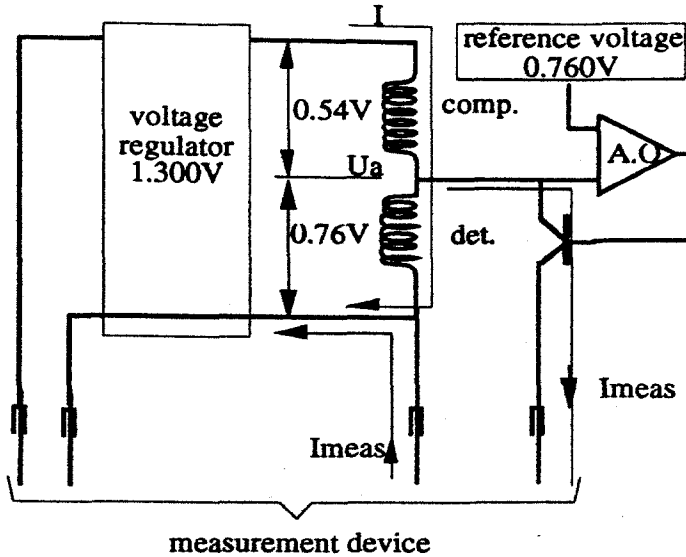 I
reference voltage
0.760V
voltage
regulator
1.300V
0.54V
comp.
A.O
Ua
0.76V
det.
Imeas
Imeas
measurement device